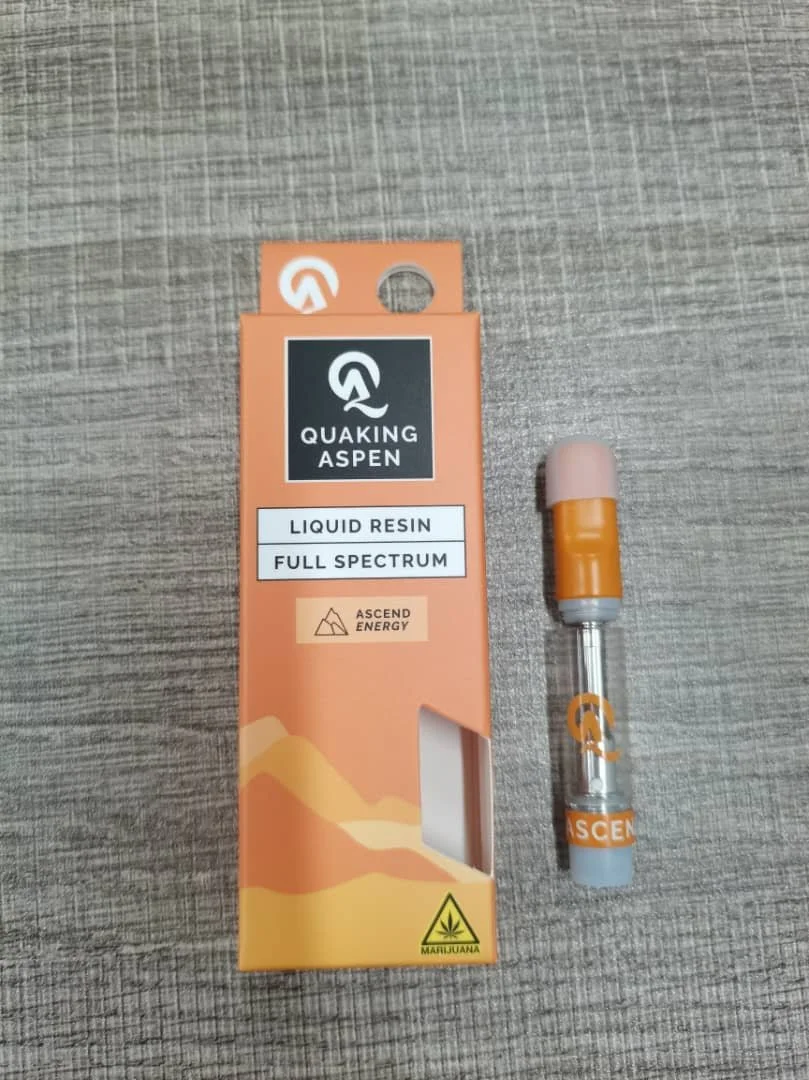 QUAKING
ASPEN
LIQUID RESIN
FULL SPECTRUM
ASCEND
ENERGY
MARIJUANA
ASCEN